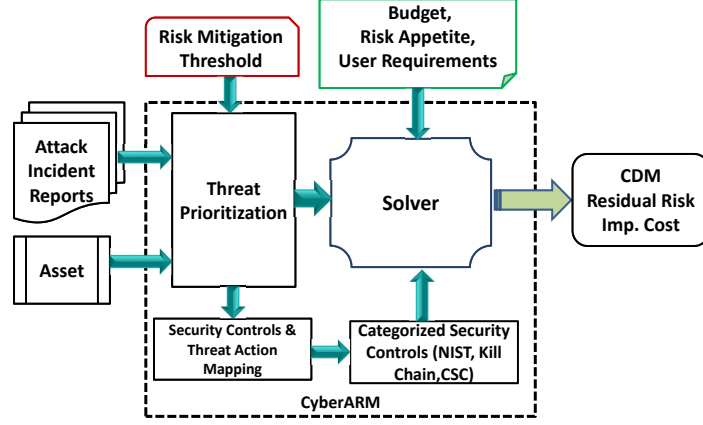 Risk Mitigation
Threshold
Budget,
Risk Appetite,
User Requirements
Attack
Incident
Reports
Asset
Threat
Prioritization
Solver
CDM
Residual Risk
Imp. Cost
Security Controls &
Threat Action
Mapping
Categorized Security
Controls (NIST, Kill
Chain,CSC)
CyberARM